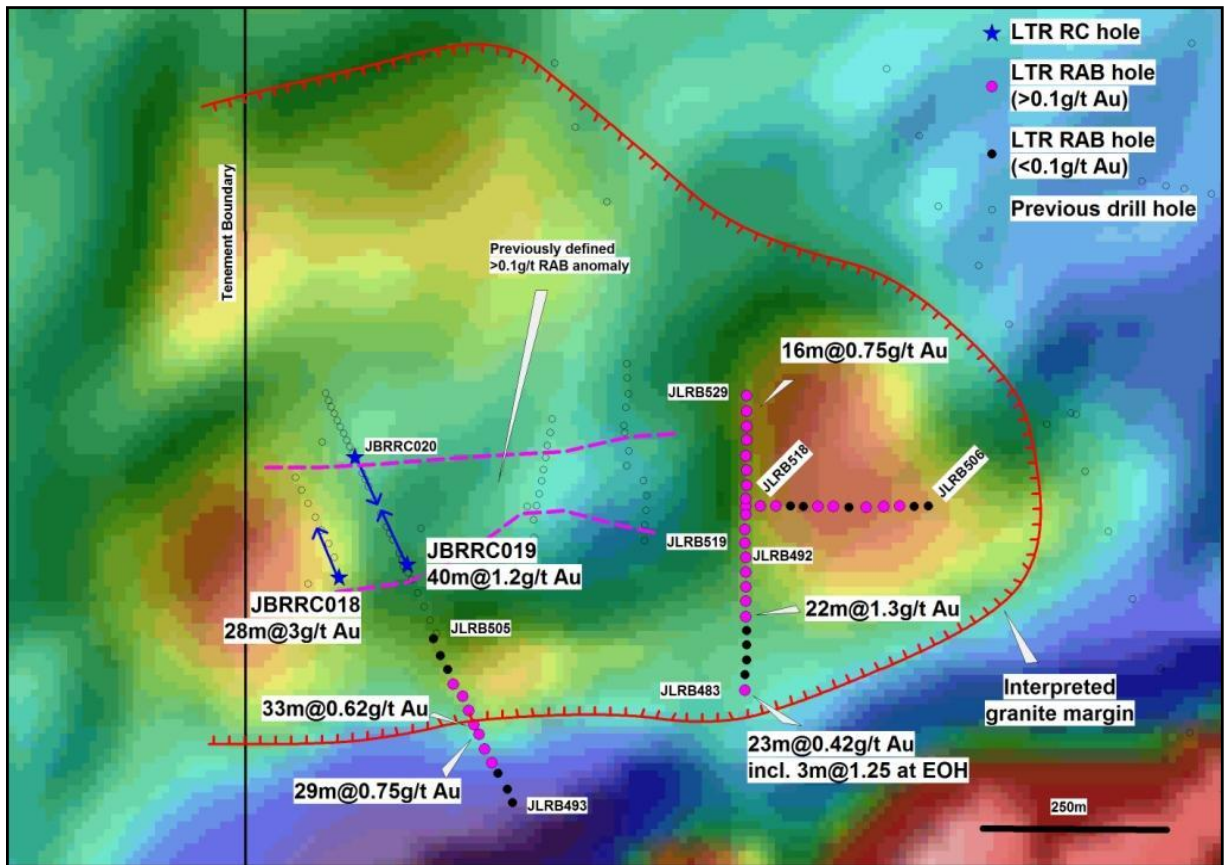 LTR RC hole
LTR RAB hole
(>0.1g/t Au)
LTR RAB hole
(<0.1g/t Au)
Previous drill hole
Tenement Boundary
Previously defined
>0.1g/t RAB anomaly
16m@0.75g/t Au
JLRB529
JBRRC020
JLRB518
JLRB506
JLRB519
JBRRC019
40m@1.2g/t Au
JLRB492
JBRRC018
28m@3g/t Au
22m@1.3g/t Au
JLRB505
JLRB483
Interpreted
granite margin
33m@0.62g/t Au
23m@0.42g/t Au
incl. 3m@1.25 at EOH
29m@0.75g/t Au
JLRB493
250m